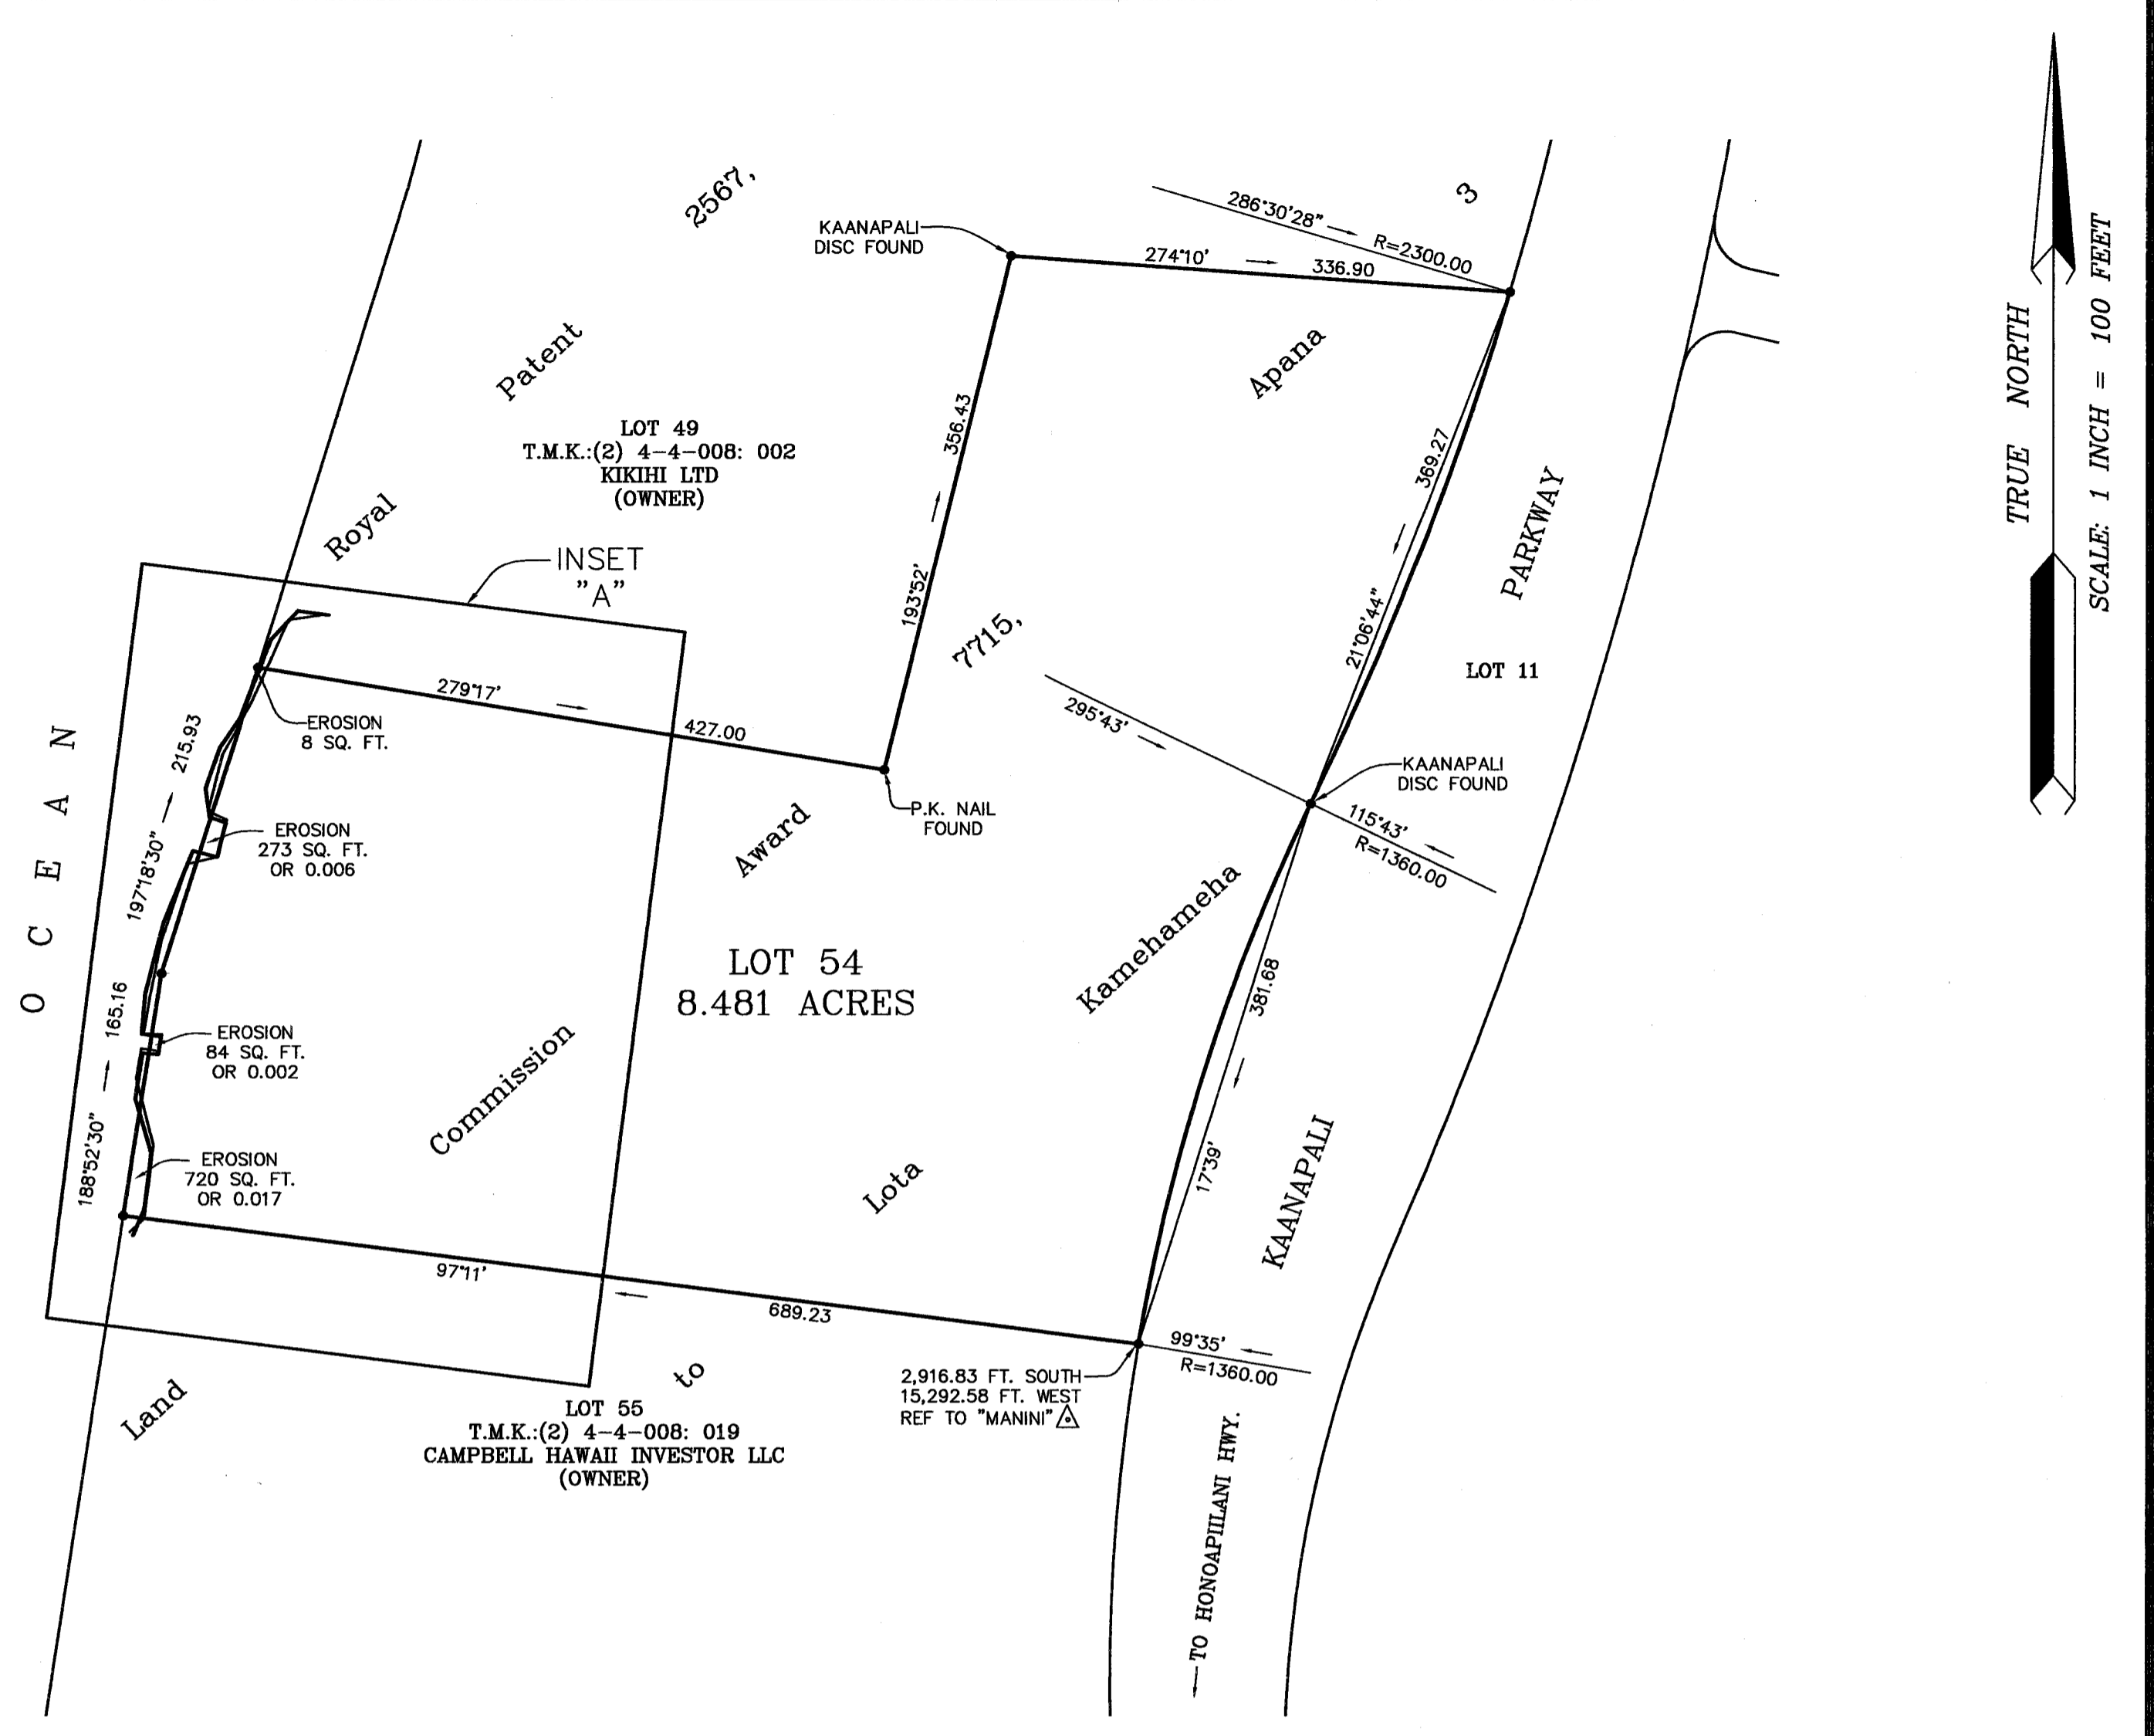 2567,
3
286°30'28"
R=2300.00
KAANAPALI
DISC FOUND
274°10'
336.90
Patent
Apana
LOT 49
T.M.K.:(2) 4-4-008: 002
KIKIHI LTD
(OWNER)
356.43
193°52'
369.27
21°06'44"
PARKWAY
LOT 11
TRUE NORTH
SCALE: 1 INCH = 100 FEET
Royal
INSET
"A"
7715,
279°17'
427.00
EROSION
8 SQ. FT.
215.93
197°18'30"
OCEAN
P.K. NAIL
FOUND
295°43'
KAANAPALI
DISC FOUND
115°43'
R=1360.00
EROSION
273 SQ. FT.
OR 0.006
Award
Kamehameha
LOT 54
8.481 ACRES
165.16
188°52'30"
EROSION
84 SQ. FT.
OR 0.002
Commission
381.68
17°39'
EROSION
720 SQ. FT.
OR 0.017
Lota
KAANAPALI
97°11'
689.23
99°35'
R=1360.00
2,916.83 FT. SOUTH
15,292.58 FT. WEST
REF TO "MANINI"
Land
to
LOT 55
T.M.K.:(2) 4-4-008: 019
CAMPBELL HAWAII INVESTOR LLC
(OWNER)
TO HONOAPIILANI HWY.